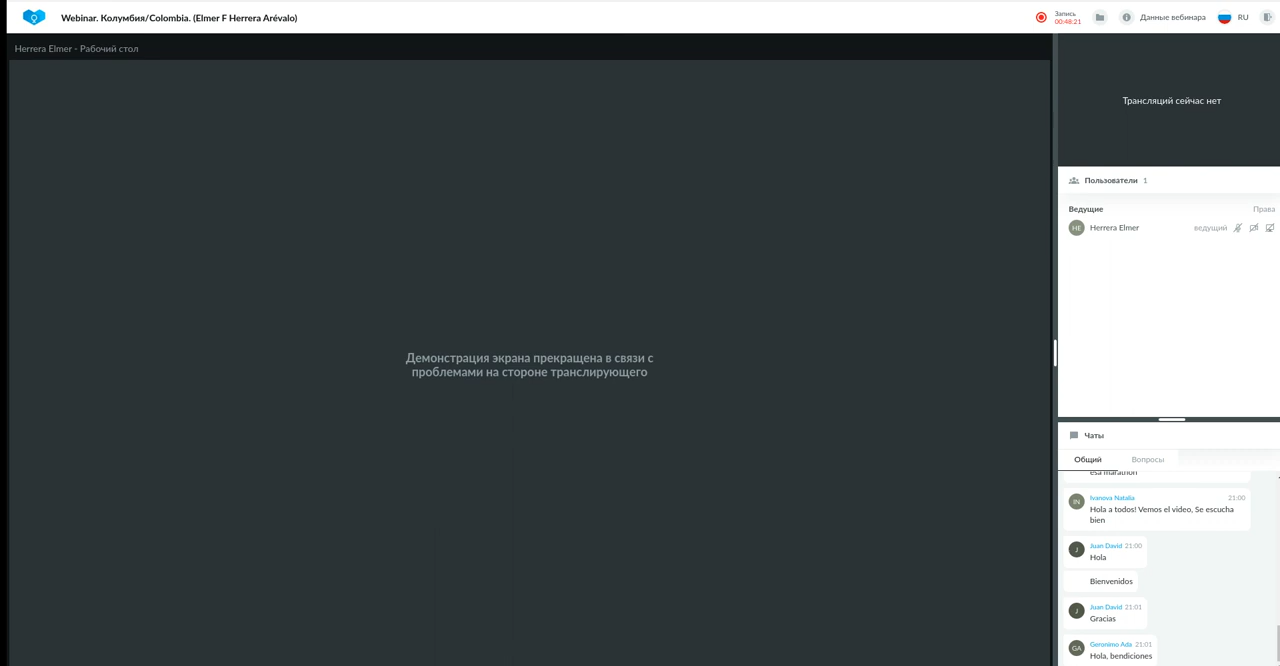 Webinar. Колумбия/Colombia. (Elmer F Herrera Arévalo)
Запись
00:48:21
Данные вебинара
RU
Herrera Elmer - Рабочий стол
Трансляций сейчас нет
Демонстрация экрана прекращена в связи с
проблемами на стороне транслирующего
Пользователи 1
Ведущие Права
HE Herrera Elmer ведущий
Чаты
Общий Вопросы
esa marathon
IN Ivanova Natalia 21:00
Hola a todos! Vemos el video, Se escucha
bien
J Juan David 21:00
Hola
Bienvenidos
J Juan David 21:01
Gracias
GA Geronimo Ada 21:01
Hola, bendiciones